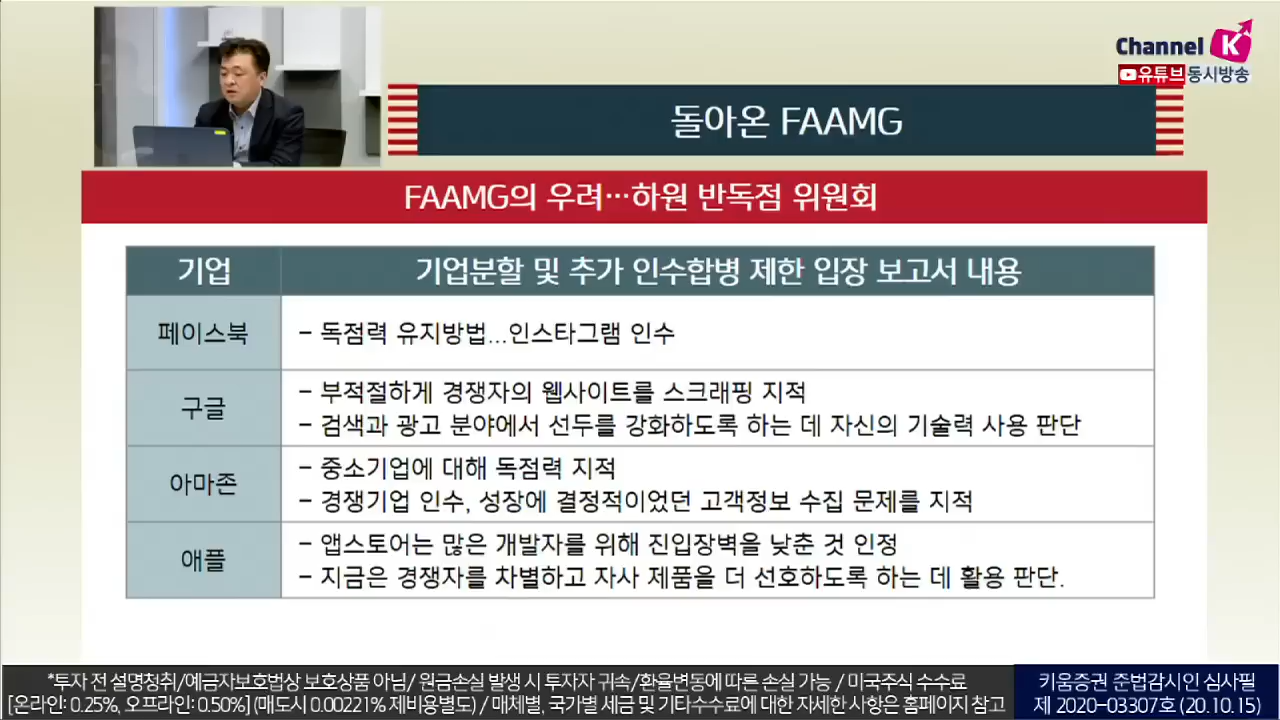 Channel K
유튜브 동시방송
돌아온 FAAMG
FAAMG의 우려…하원 반독점 위원회
기업
기업분할 및 추가 인수합병 제한 입장 보고서 내용
페이스북
- 독점력 유지방법...인스타그램 인수
구글
- 부적절하게 경쟁자의 웹사이트를 스크래핑 지적
- 검색과 광고 분야에서 선두를 강화하도록 하는 데 자신의 기술력 사용 판단
아마존
- 중소기업에 대해 독점력 지적
- 경쟁기업 인수, 성장에 결정적이었던 고객정보 수집 문제를 지적
애플
- 앱스토어는 많은 개발자를 위해 진입장벽을 낮춘 것 인정
- 지금은 경쟁자를 차별하고 자사 제품을 더 선호하도록 하는 데 활용 판단.
*투자 전 설명청취/예금자보호법상 보호상품 아님/ 원금손실 발생 시 투자자 귀속/환율변동에 따른 손실 가능 / 미국주식 수수료
[온라인: 0.25%, 오프라인: 0.50%] (매도시 0.00221% 제비용별도) / 매체별, 국가별 세금 및 기타수수료에 대한 자세한 사항은 홈페이지 참고
키움증권 준법감시인 심사필
제 2020-03307호 (20.10.15)